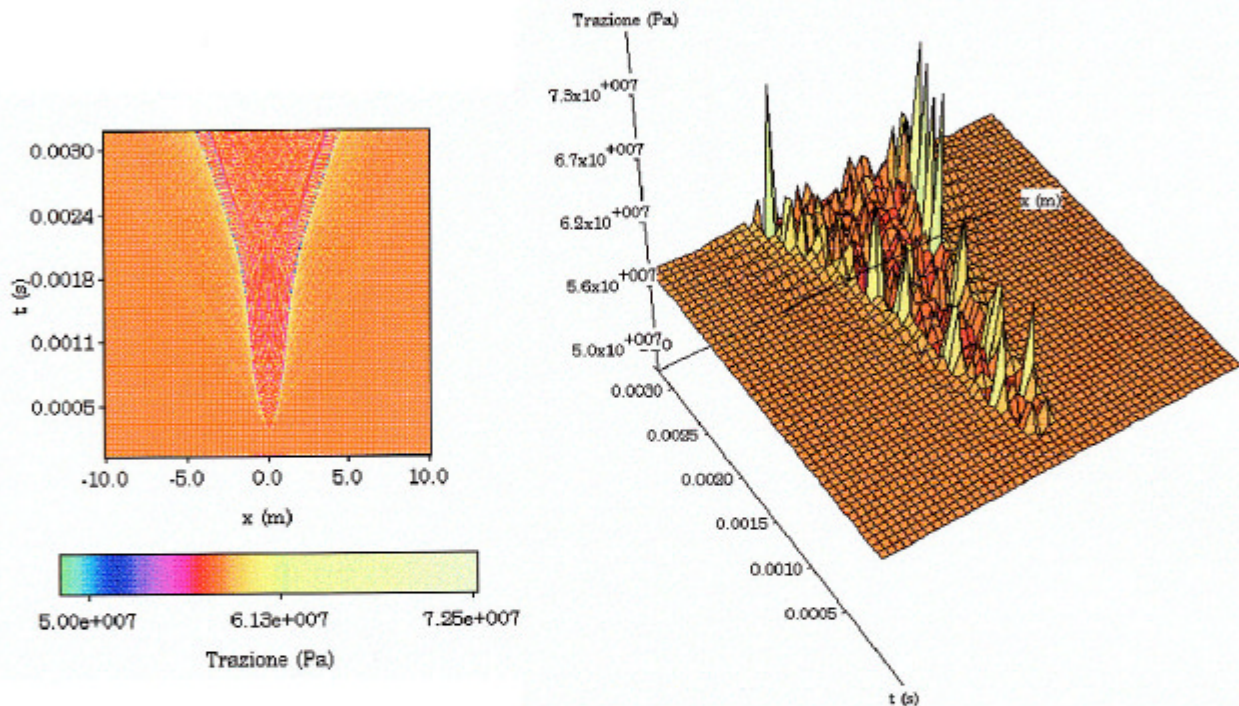 0.0030
0.0024
0.0018
0.0011
0.0005
t (s)
-10.0 -5.0 0.0 5.0 10.0
x (m)
5.00e+007 6.13e+007 7.25e+007
Trazione (Pa)
Trazione (Pa)
7.3x10+007
6.7x10+007
6.2x10+007
5.6x10+007
5.0x10+007
0
0.0030
0.0025
0.0020
0.0015
0.0010
0.0005
t (s)
x (m)